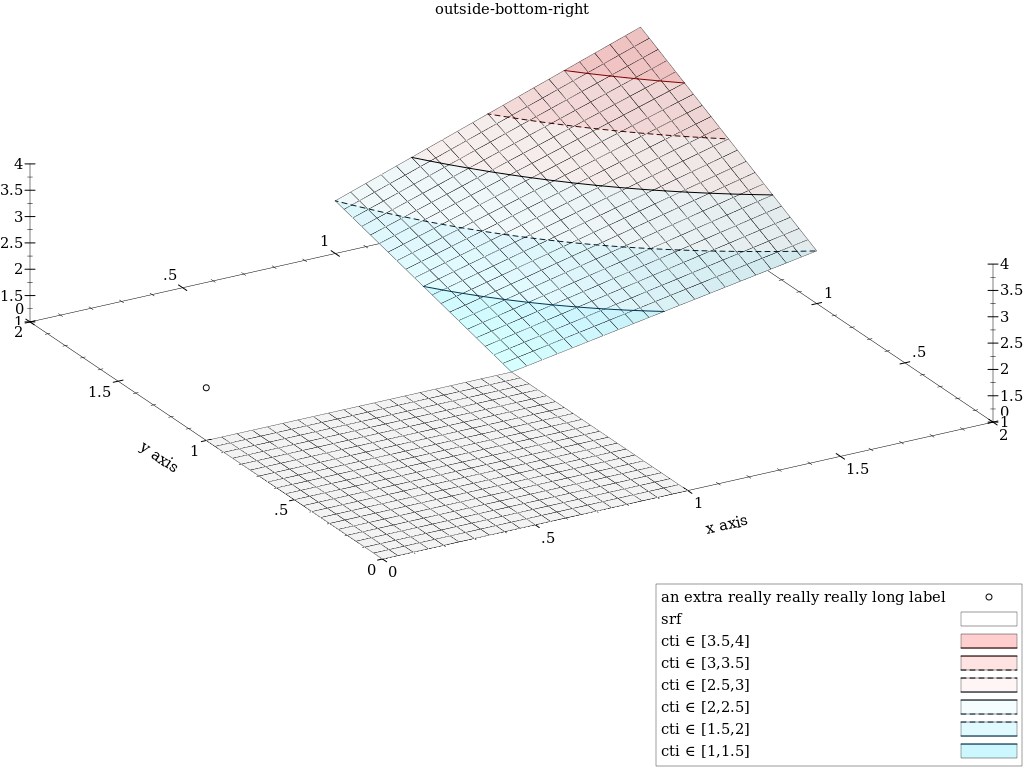 outside-bottom-right
4
3.5
3
2.5
2
1.5
0
1
2
.5
1
1.5
1
.5
0
y axis
0
.5
1
1.5
x axis
1
.5
4
3.5
3
2.5
2
1.5
0
1
2
an extra really really really long label
srf
cti ∈ [3.5,4]
cti ∈ [3,3.5]
cti ∈ [2.5,3]
cti ∈ [2,2.5]
cti ∈ [1.5,2]
cti ∈ [1,1.5]